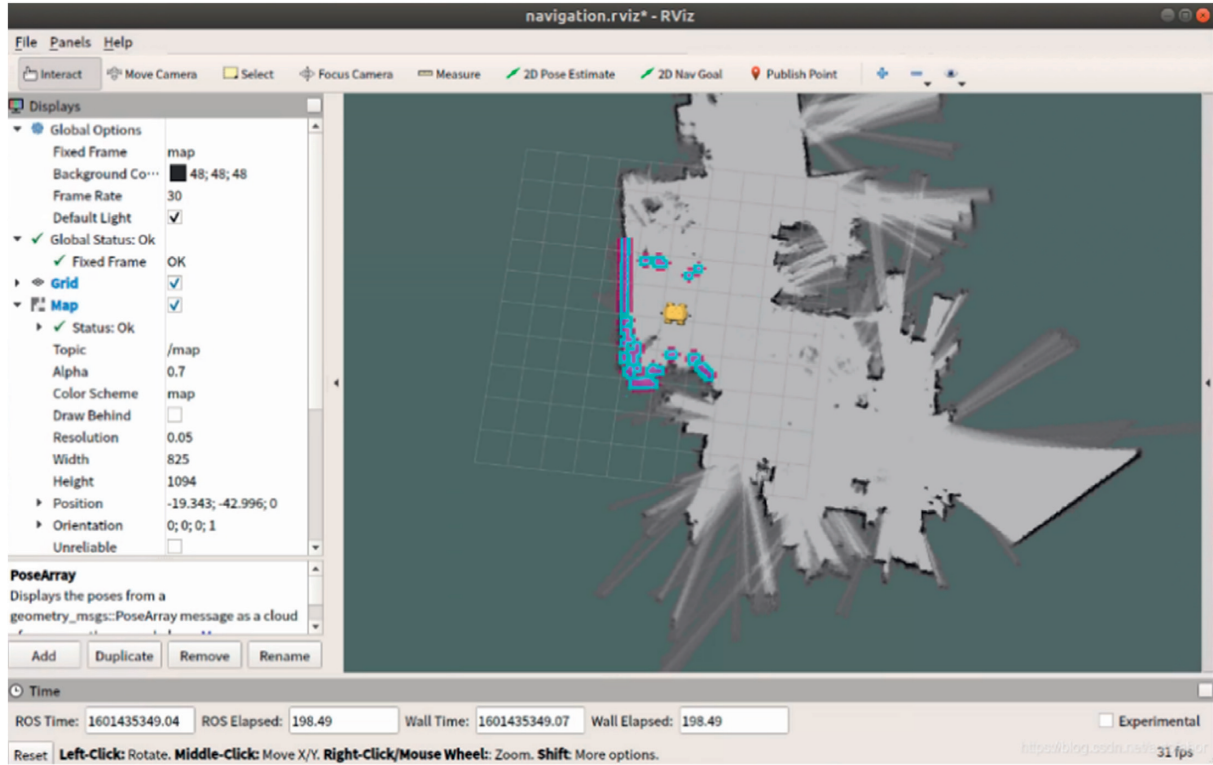 navigation.rviz* - RViz
File Panels Help
Interact Move Camera Select Focus Camera Measure 2D Pose Estimate 2D Nav Goal Publish Point
Displays
Global Options
Fixed Frame map
Background Co··· 48; 48; 48
Frame Rate 30
Default Light
Global Status: Ok
Fixed Frame OK
Grid
Map
Status: Ok
Topic /map
Alpha 0.7
Color Scheme map
Draw Behind
Resolution 0.05
Width 825
Height 1094
Position -19.343; -42.996; 0
Orientation 0; 0; 0; 1
Unreliable
PoseArray
Displays the poses from a
geometry_msgs::PoseArray message as a cloud
Add Duplicate Remove Rename
Time
ROS Time: 1601435349.04 ROS Elapsed: 198.49 Wall Time: 1601435349.07 Wall Elapsed: 198.49 Experimental
Reset Left-Click: Rotate. Middle-Click: Move X/Y. Right-Click/Mouse Wheel:: Zoom. Shift: More options. 31 fps